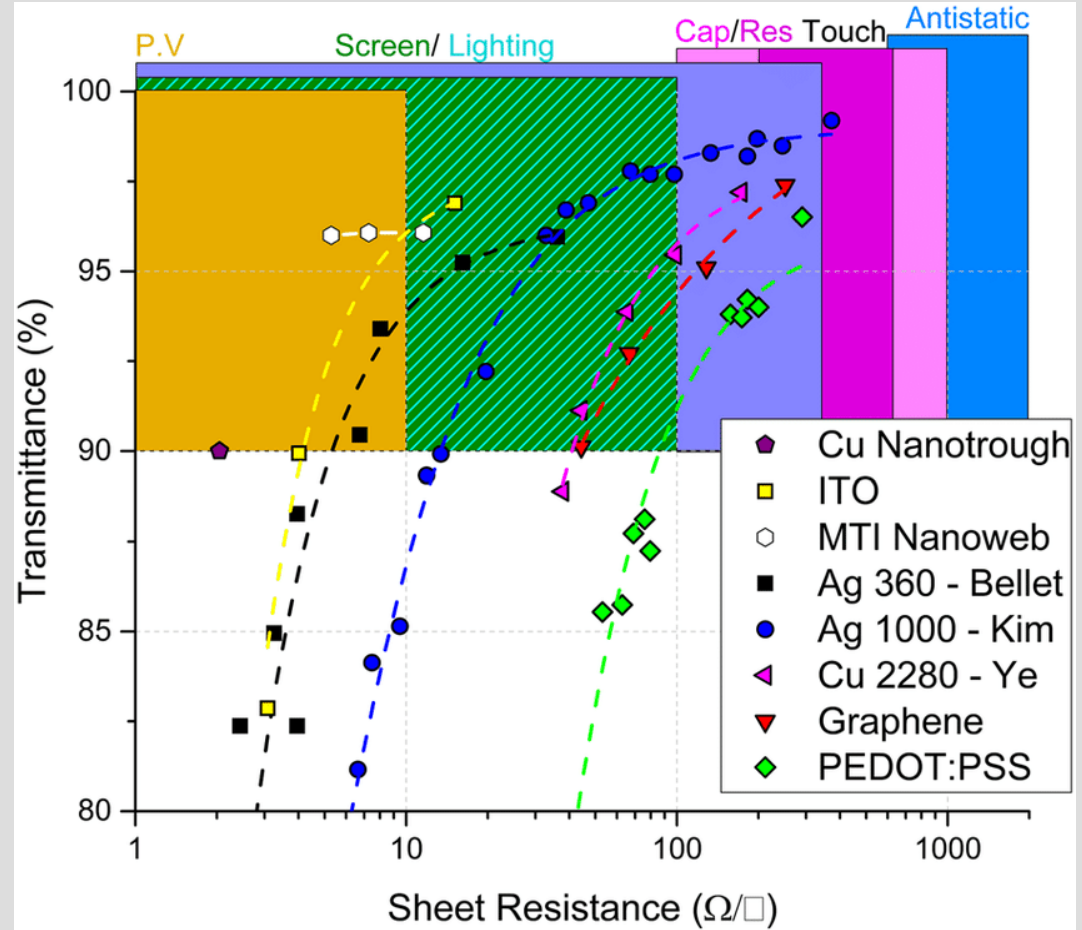 Antistatic
P.V
Screen/ Lighting
Cap/Res Touch
100
95
90
85
80
Transmittance (%)
Cu Nanotrough
ITO
MTI Nanoweb
Ag 360 - Bellet
Ag 1000 - Kim
Cu 2280 - Ye
Graphene
PEDOT:PSS
1
10
100
1000
Sheet Resistance (Ω/□)